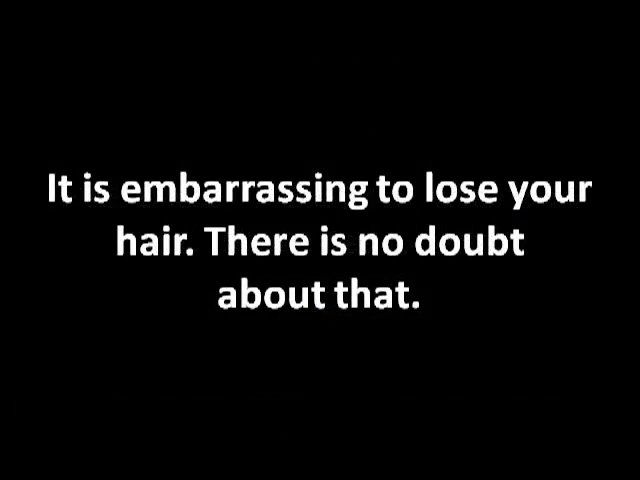 It is embarrassing to lose your
hair. There is no doubt
about that.